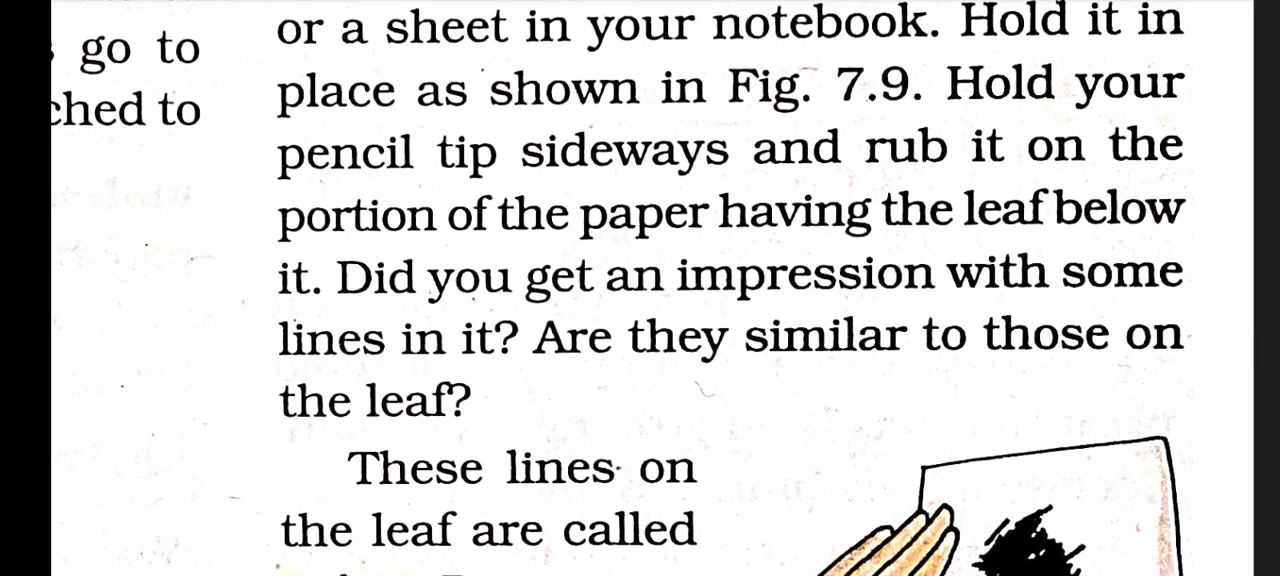 go to
ched to
or a sheet in your notebook. Hold it in
place as shown in Fig. 7.9. Hold your
pencil tip sideways and rub it on the
portion of the paper having the leaf below
it. Did you get an impression with some
lines in it? Are they similar to those on
the leaf?
These lines on
the leaf are called